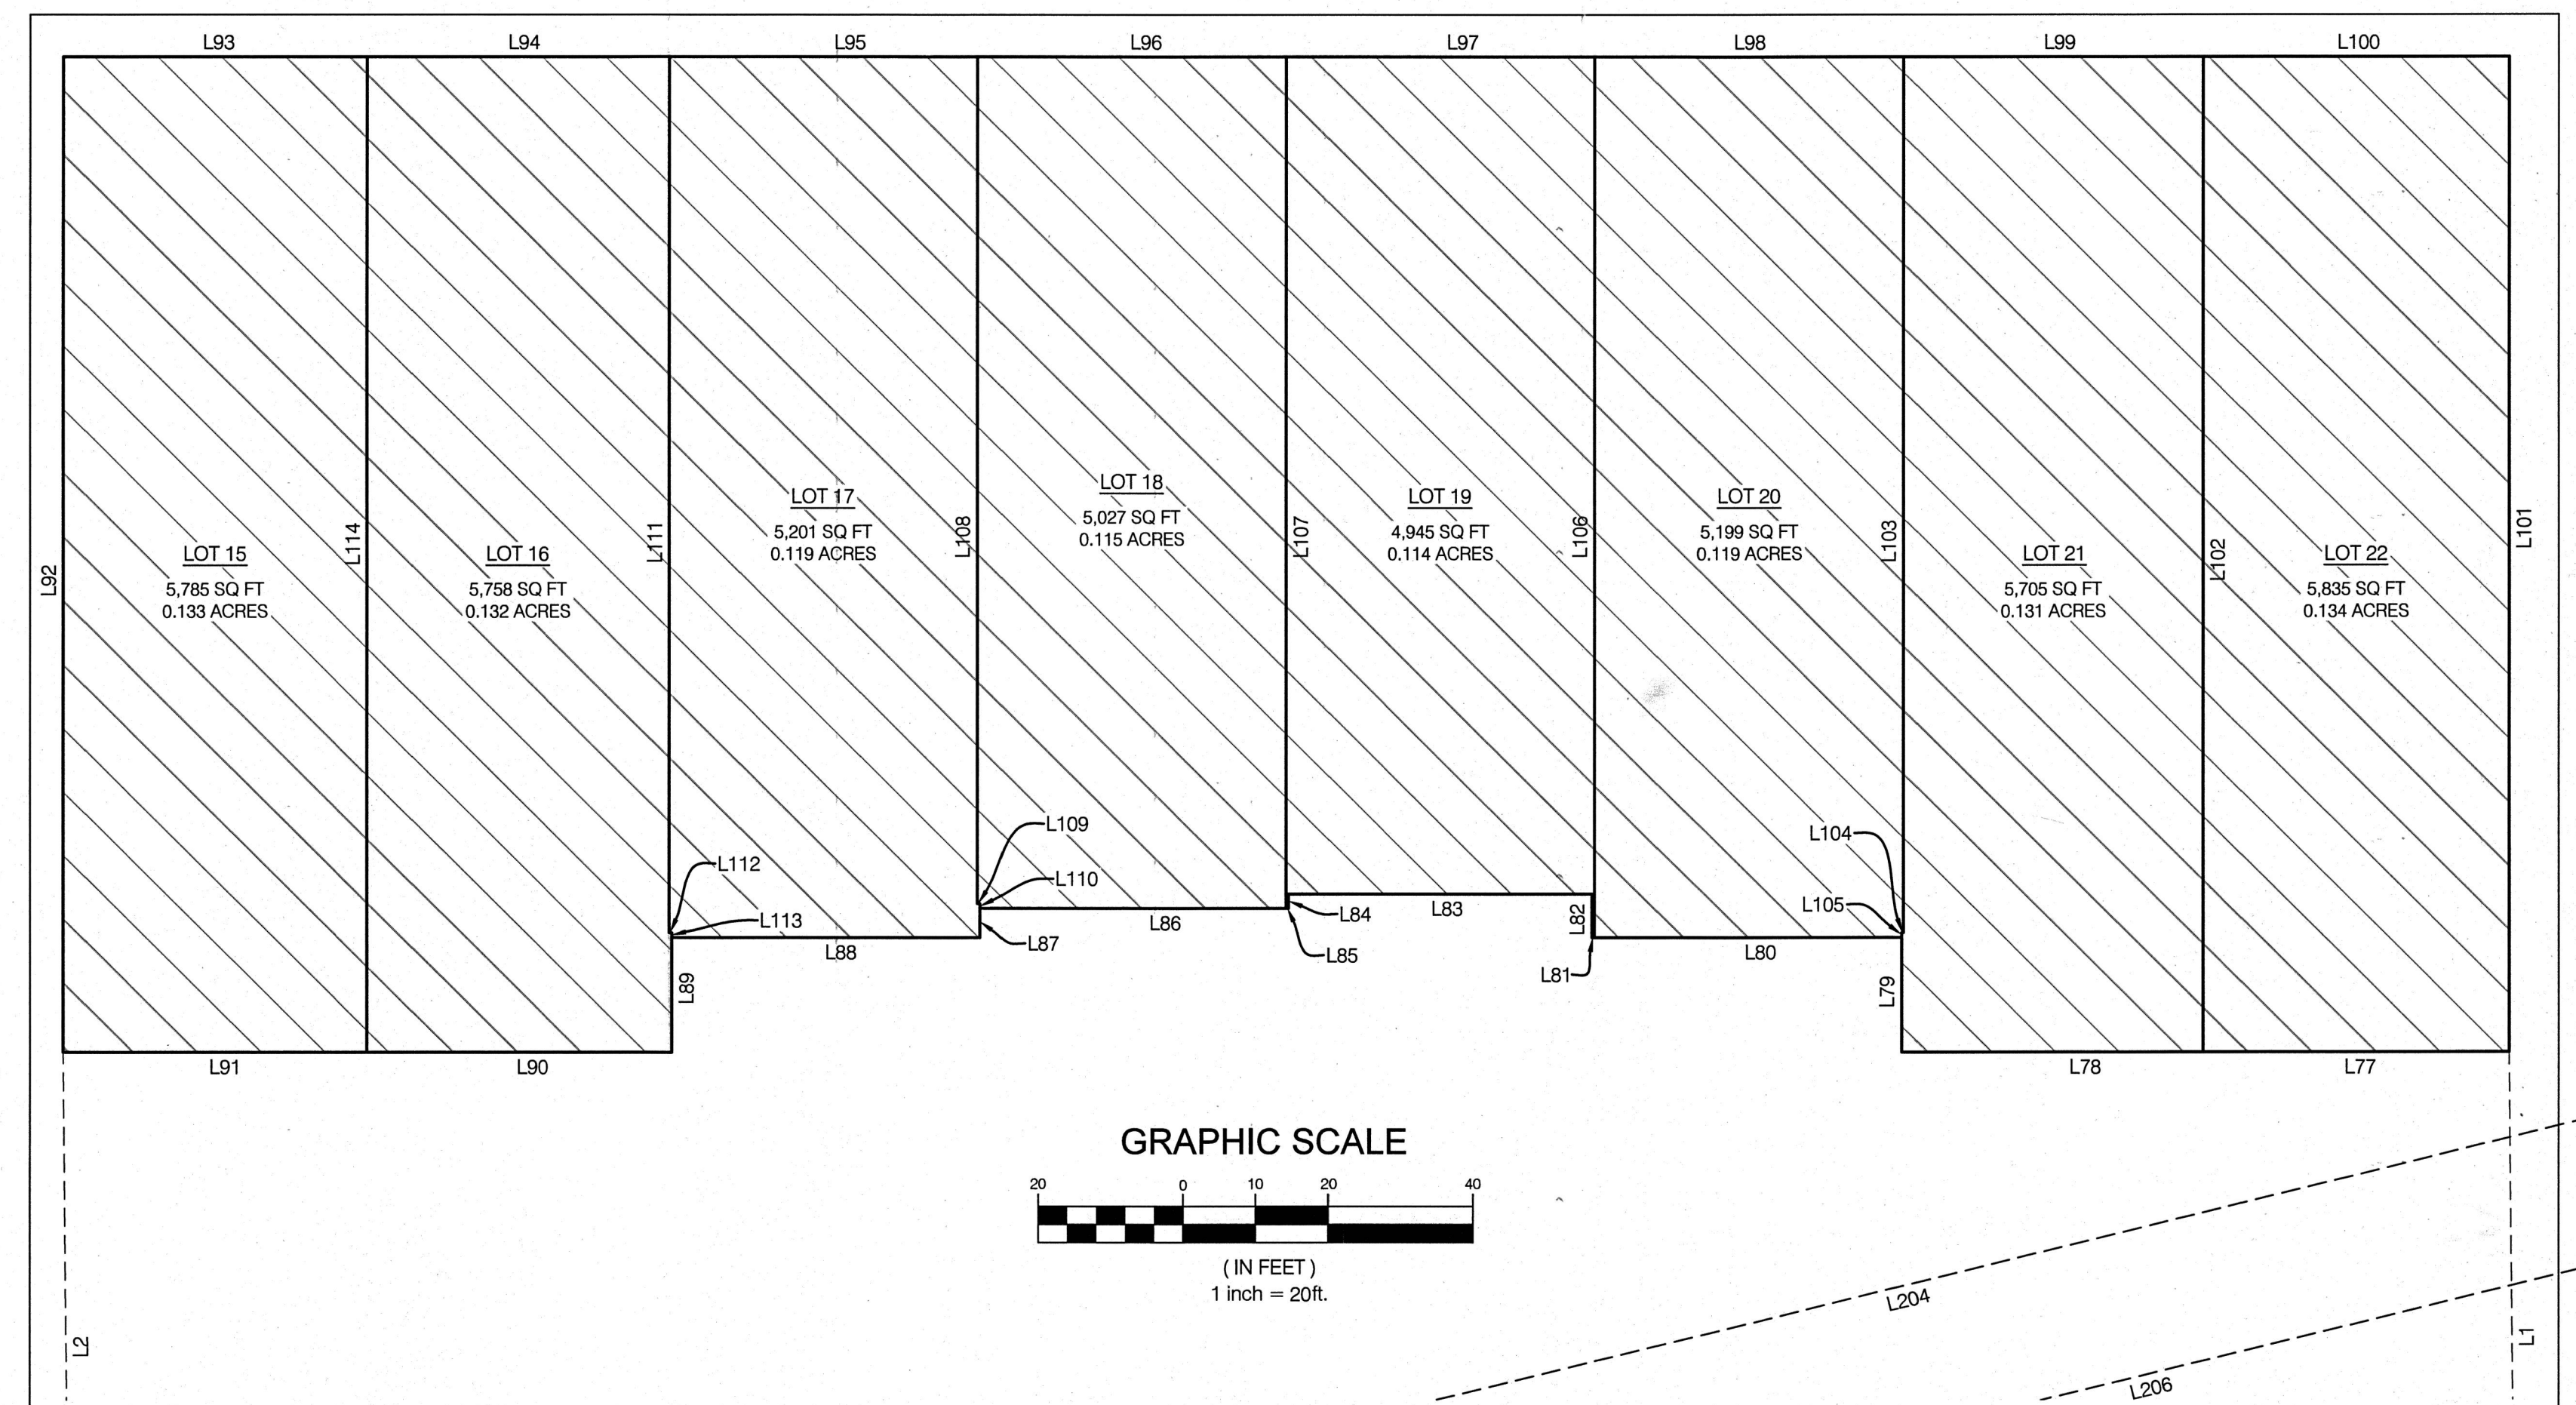 L93
L94
L95
L96
L97
L98
L99
L100
LOT 15
5,785 SQ FT
0.133 ACRES
LOT 16
5,758 SQ FT
0.132 ACRES
LOT 17
5,201 SQ FT
0.119 ACRES
LOT 18
5,027 SQ FT
0.115 ACRES
LOT 19
4,945 SQ FT
0.114 ACRES
LOT 20
5,199 SQ FT
0.119 ACRES
LOT 21
5,705 SQ FT
0.131 ACRES
LOT 22
5,835 SQ FT
0.134 ACRES
L92
L114
L111
L108
L107
L106
L103
L102
L101
L112
L113
L109
L110
L84
L85
L104
L105
L89
L88
L87
L86
L83
L82
L81
L80
L79
L91
L90
L78
L77
GRAPHIC SCALE
20 0 10 20 40
( IN FEET )
1 inch = 20ft.
L204
L206
L2
L1